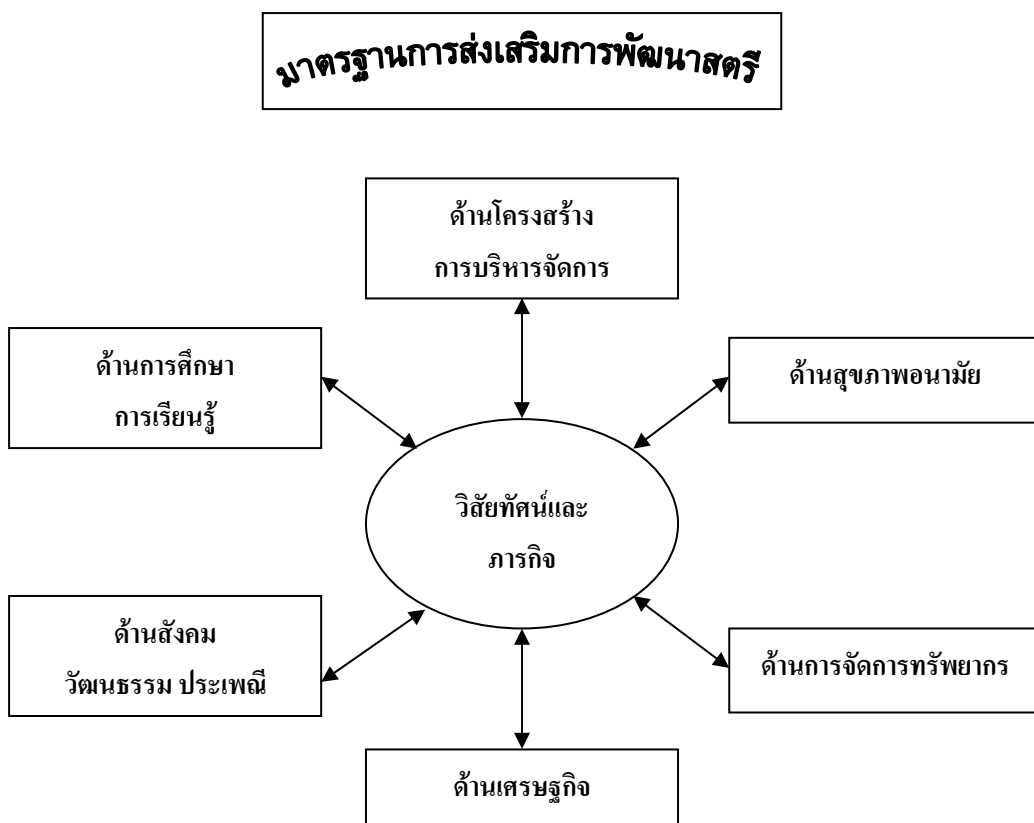 มาตรฐานการส่งเสริมการพัฒนาสตรี
ด้านโครงสร้าง
การบริหารจัดการ
ด้านการศึกษา
การเรียนรู้
ด้านสุขภาพอนามัย
วิสัยทัศน์และ
ภารกิจ
ด้านสังคม
วัฒนธรรม ประเพณี
ด้านการจัดการทรัพยากร
ด้านเศรษฐกิจ